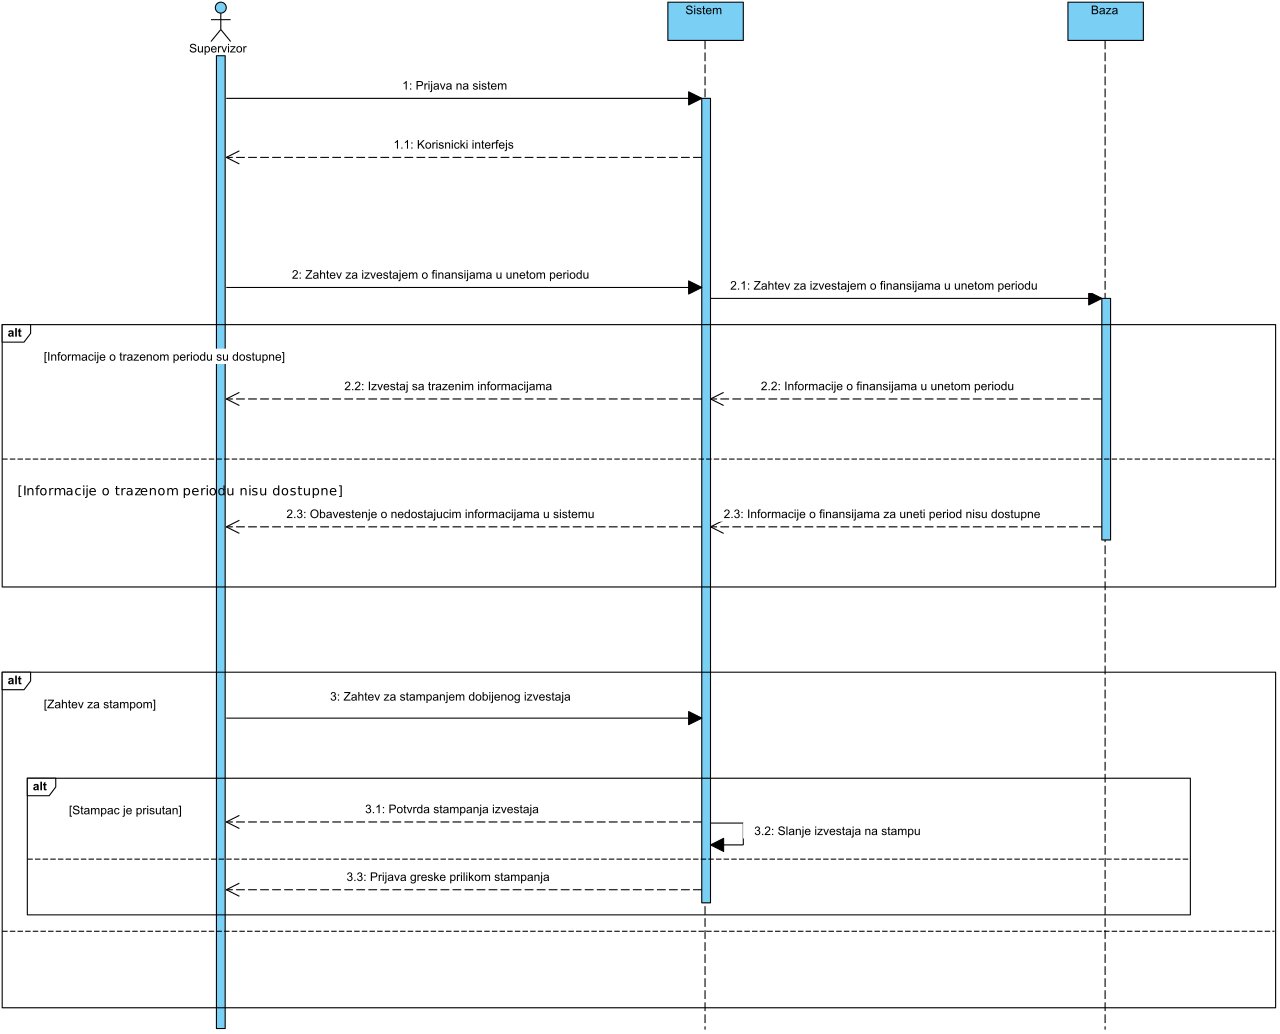 Supervizor
Sistem
Baza
1: Prijava na sistem
1.1: Korisnicki interfejs
2: Zahtev za izvestajem o finansijama u unetom periodu
2.1: Zahtev za izvestajem o finansijama u unetom periodu
alt
[Informacije o trazenom periodu su dostupne]
2.2: Izvestaj sa trazenim informacijama
2.2: Informacije o finansijama u unetom periodu
[Informacije o trazenom periodu nisu dostupne]
2.3: Obavestenje o nedostajucim informacijama u sistemu
2.3: Informacije o finansijama za uneti period nisu dostupne
alt
[Zahtev za stampom]
3: Zahtev za stampanjem dobijenog izvestaja
alt
[Stampac je prisutan]
3.1: Potvrda stampanja izvestaja
3.2: Slanje izvestaja na stampu
3.3: Prijava greske prilikom stampanja